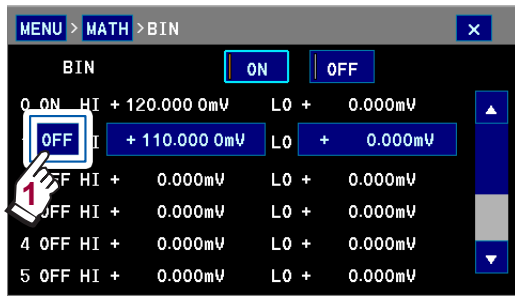 MENU > MATH >BIN ×
BIN ON OFF
0 ON HI + 120.000 0mV LO + 0.000mV
OFF I + 110.000 0mV LO + 0.000mV
OFF HI + 0.000mV LO + 0.000mV
OFF HI + 0.000mV LO + 0.000mV
4 OFF HI + 0.000mV LO + 0.000mV
5 OFF HI + 0.000mV LO + 0.000mV
1